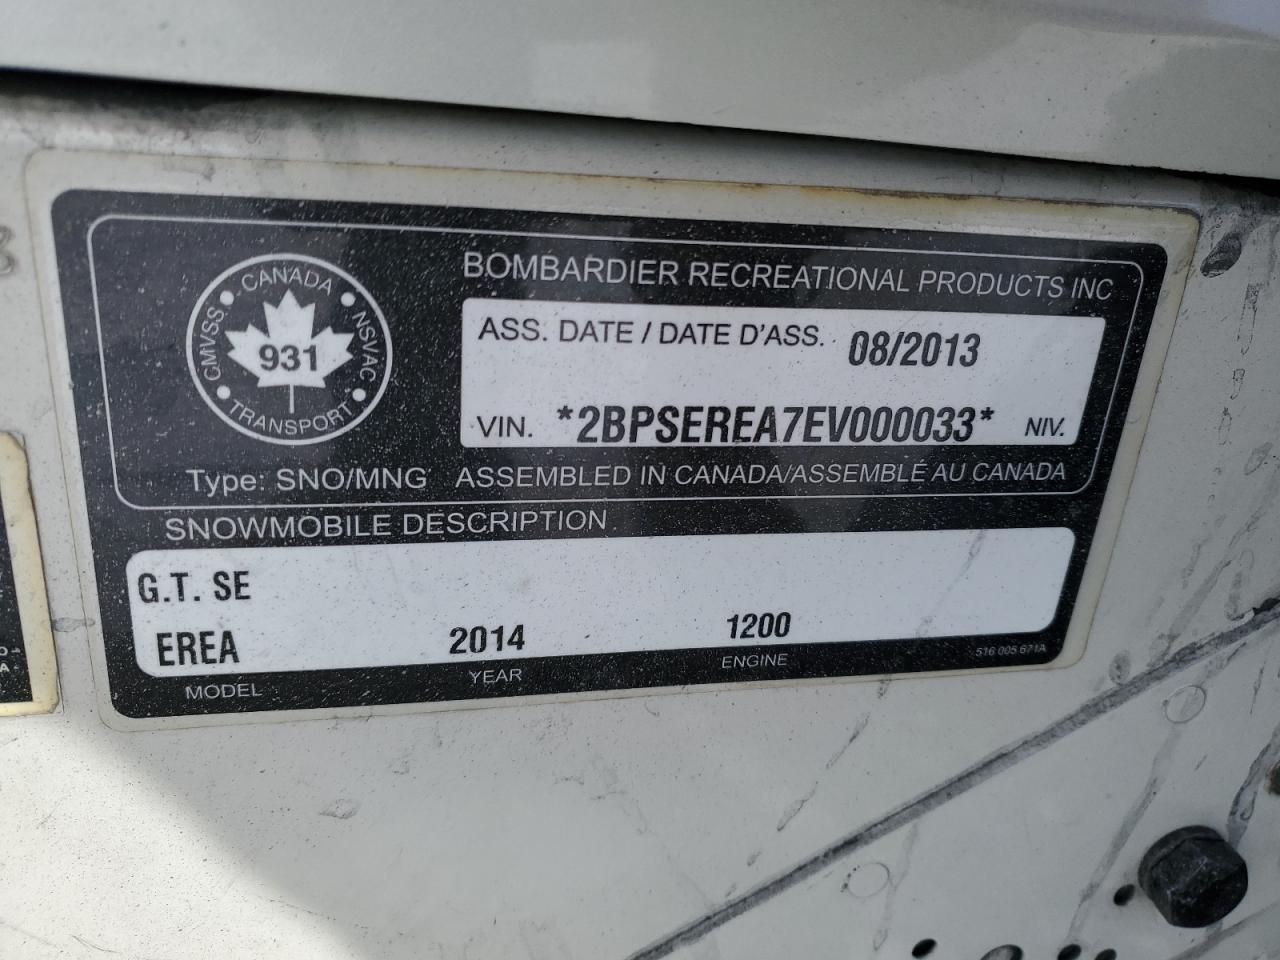 BOMBARDIER RECREATIONAL PRODUCTS INC
CANADA
CMVSS
NSVAC
931
TRANSPORT
ASS. DATE / DATE D'ASS. 08/2013
VIN. *2BPSEREA7EV000033* NIV.
Type: SNO/MNG ASSEMBLED IN CANADA/ASSEMBLÉ AU CANADA
SNOWMOBILE DESCRIPTION
G.T. SE
EREA 2014 1200
MODEL YEAR ENGINE 516 005 671A